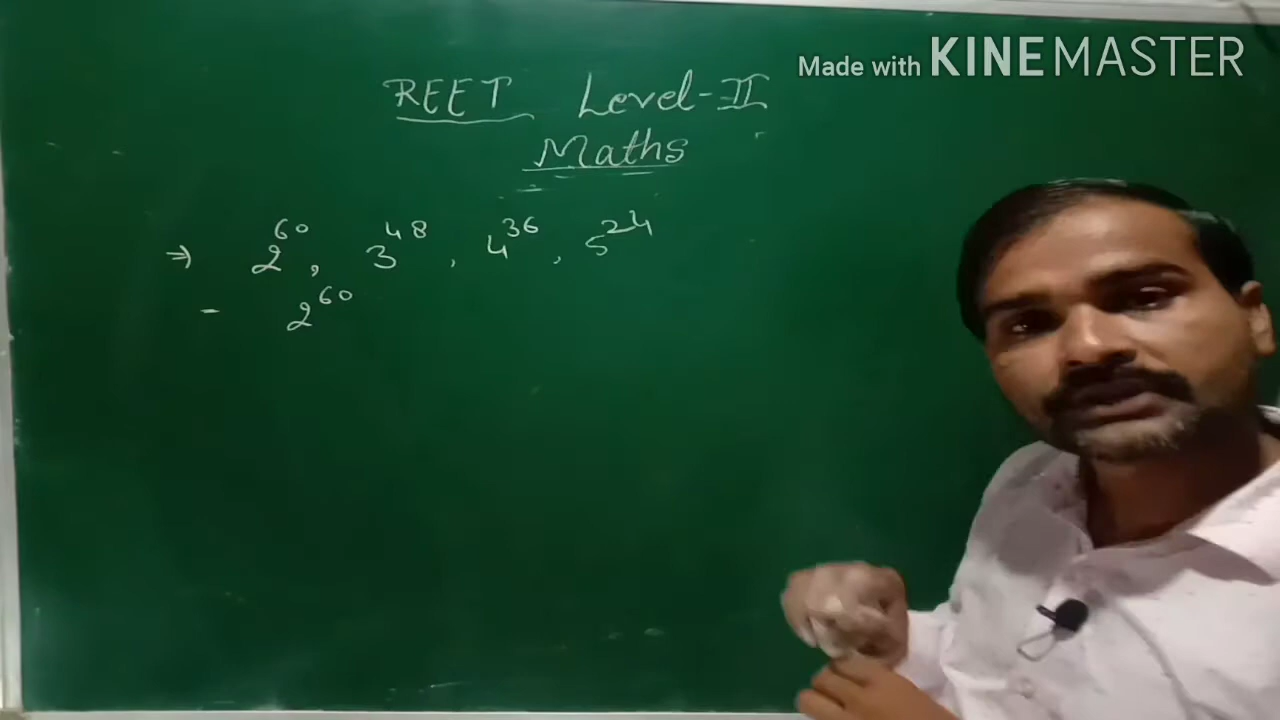 Made with KINEMASTER
REET Level-II
Maths
⇒ 2^60, 3^48, 4^36, 5^24
- 2^60